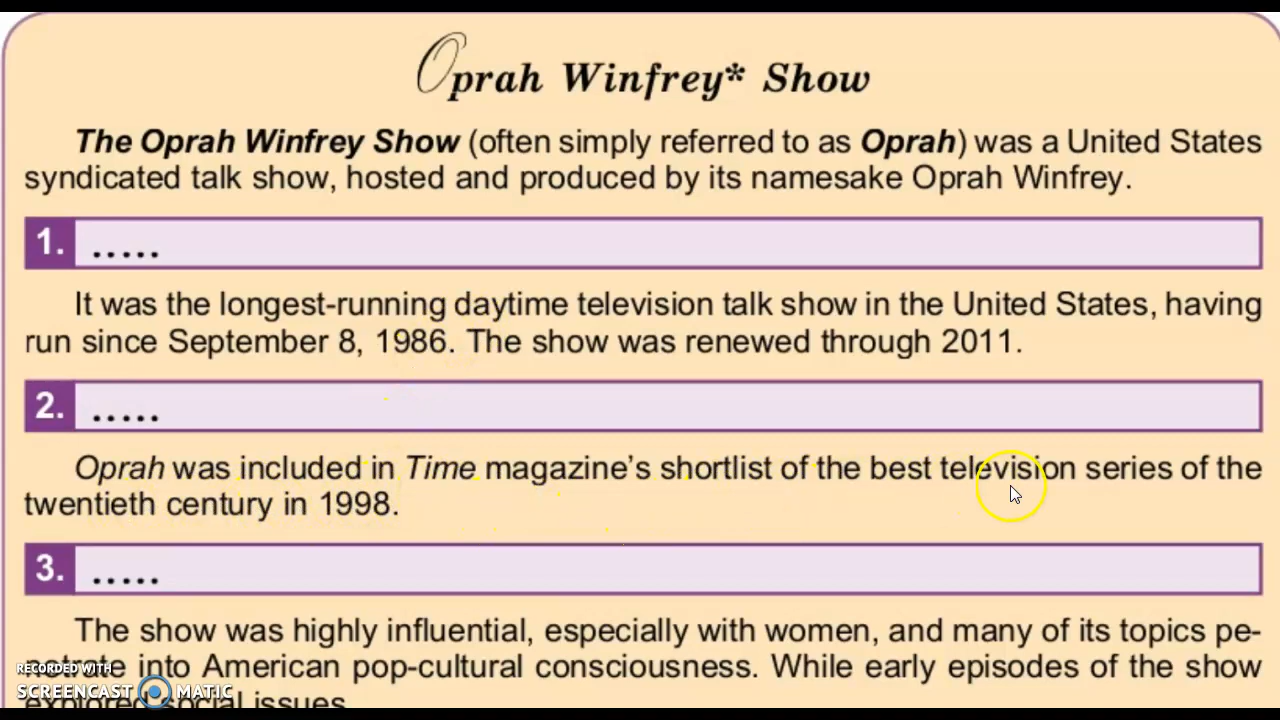 Oprah Winfrey* Show
The Oprah Winfrey Show (often simply referred to as Oprah) was a United States
syndicated talk show, hosted and produced by its namesake Oprah Winfrey.
1. .....
It was the longest-running daytime television talk show in the United States, having
run since September 8, 1986. The show was renewed through 2011.
2. .....
Oprah was included in Time magazine's shortlist of the best television series of the
twentieth century in 1998.
3. .....
The show was highly influential, especially with women, and many of its topics pe-
into American pop-cultural consciousness. While early episodes of the show
explored social issues
RECORDED WITH
SCREENCAST MATIC